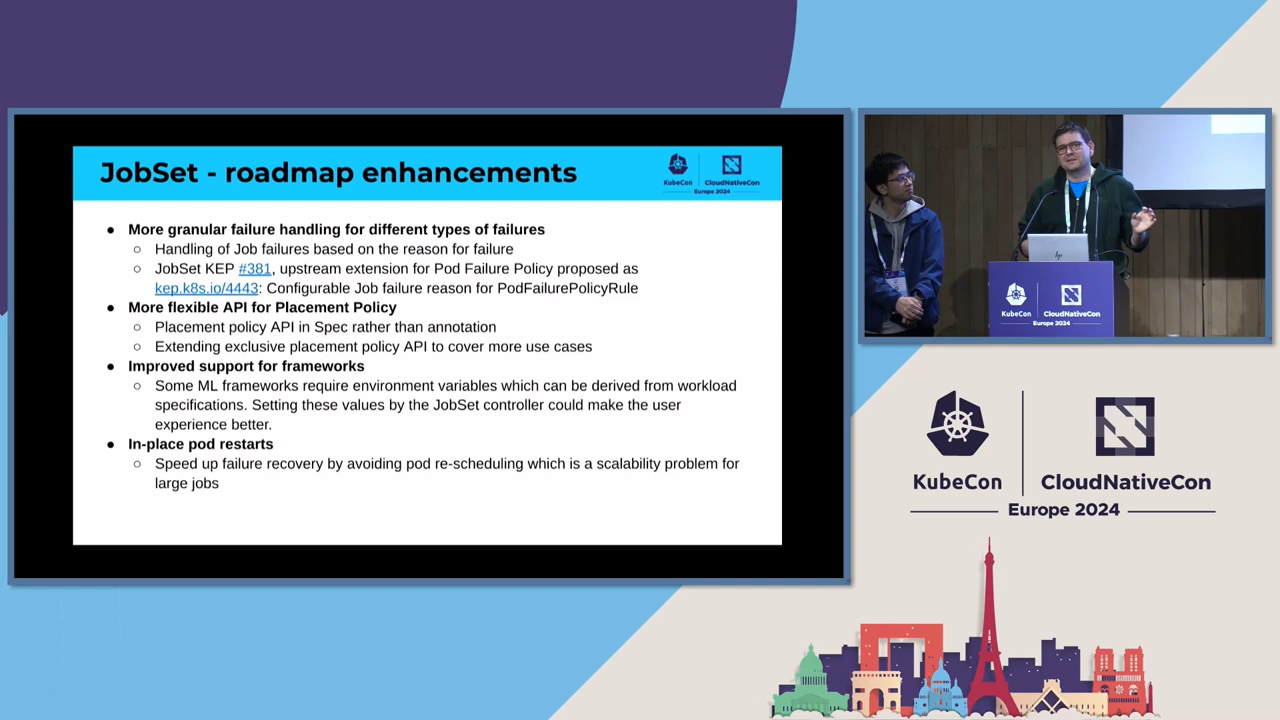 JobSet - roadmap enhancements
KubeCon
CloudNativeCon
Europe 2024
● More granular failure handling for different types of failures
○ Handling of Job failures based on the reason for failure
○ JobSet KEP #381, upstream extension for Pod Failure Policy proposed as
kep.k8s.io/4443: Configurable Job failure reason for PodFailurePolicyRule
● More flexible API for Placement Policy
○ Placement policy API in Spec rather than annotation
○ Extending exclusive placement policy API to cover more use cases
● Improved support for frameworks
○ Some ML frameworks require environment variables which can be derived from workload
specifications. Setting these values by the JobSet controller could make the user
experience better.
● In-place pod restarts
○ Speed up failure recovery by avoiding pod re-scheduling which is a scalability problem for
large jobs
hp
KubeCon
CloudNativeCon
Europe 2024
KubeCon
CloudNativeCon
Europe 2024